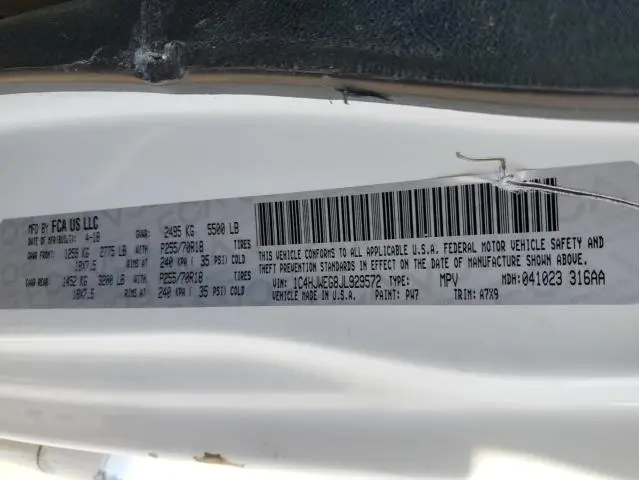 MFD BY FCA US LLC
DATE OF MFR 4-18 GVWR: 2495 KG 5500 LB
GAWR FRONT: 1259 KG 2775 LB WITH P255/70R18 TIRES
18X7.5 RIMS AT 240 KPA ( 35 PSI) COLD
GAWR REAR: 1452 KG 3200 LB WITH P255/70R18 TIRES
18X7.5 RIMS AT 240 KPA ( 35 PSI) COLD
THIS VEHICLE CONFORMS TO ALL APPLICABLE U.S.A. FEDERAL MOTOR VEHICLE SAFETY AND
THEFT PREVENTION STANDARDS IN EFFECT ON THE DATE OF MANUFACTURE SHOWN ABOVE.
VIN: 1C4HJWEG8JL929572 TYPE: MPV MDH: 041023 316AA
VEHICLE MADE IN U.S.A. PAINT: PW7 TRIM: A7X9